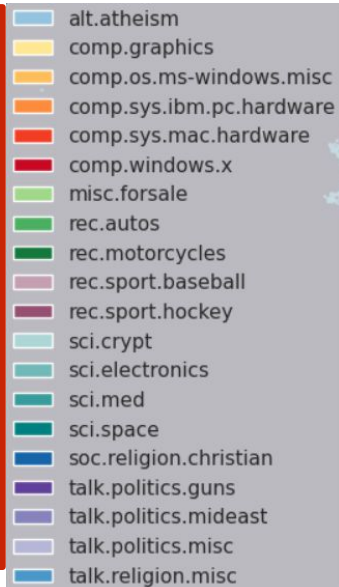 alt.atheism
comp.graphics
comp.os.ms-windows.misc
comp.sys.ibm.pc.hardware
comp.sys.mac.hardware
comp.windows.x
misc.forsale
rec.autos
rec.motorcycles
rec.sport.baseball
rec.sport.hockey
sci.crypt
sci.electronics
sci.med
sci.space
soc.religion.christian
talk.politics.guns
talk.politics.mideast
talk.politics.misc
talk.religion.misc